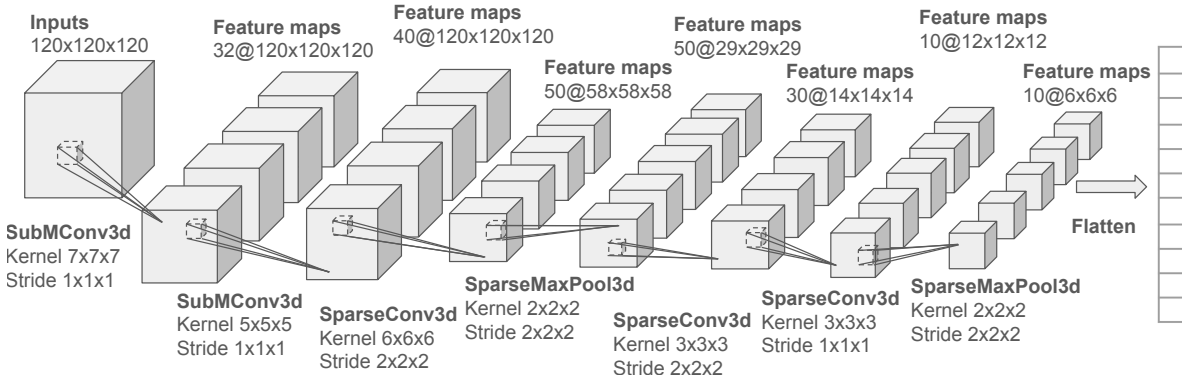 Inputs
120x120x120
Feature maps
32@120x120x120
Feature maps
40@120x120x120
Feature maps
50@58x58x58
Feature maps
50@29x29x29
Feature maps
30@14x14x14
Feature maps
10@12x12x12
Feature maps
10@6x6x6
SubMConv3d
Kernel 7x7x7
Stride 1x1x1
SubMConv3d
Kernel 5x5x5
Stride 1x1x1
SparseConv3d
Kernel 6x6x6
Stride 2x2x2
SparseMaxPool3d
Kernel 2x2x2
Stride 2x2x2
SparseConv3d
Kernel 3x3x3
Stride 2x2x2
SparseConv3d
Kernel 3x3x3
Stride 1x1x1
SparseMaxPool3d
Kernel 2x2x2
Stride 2x2x2
Flatten